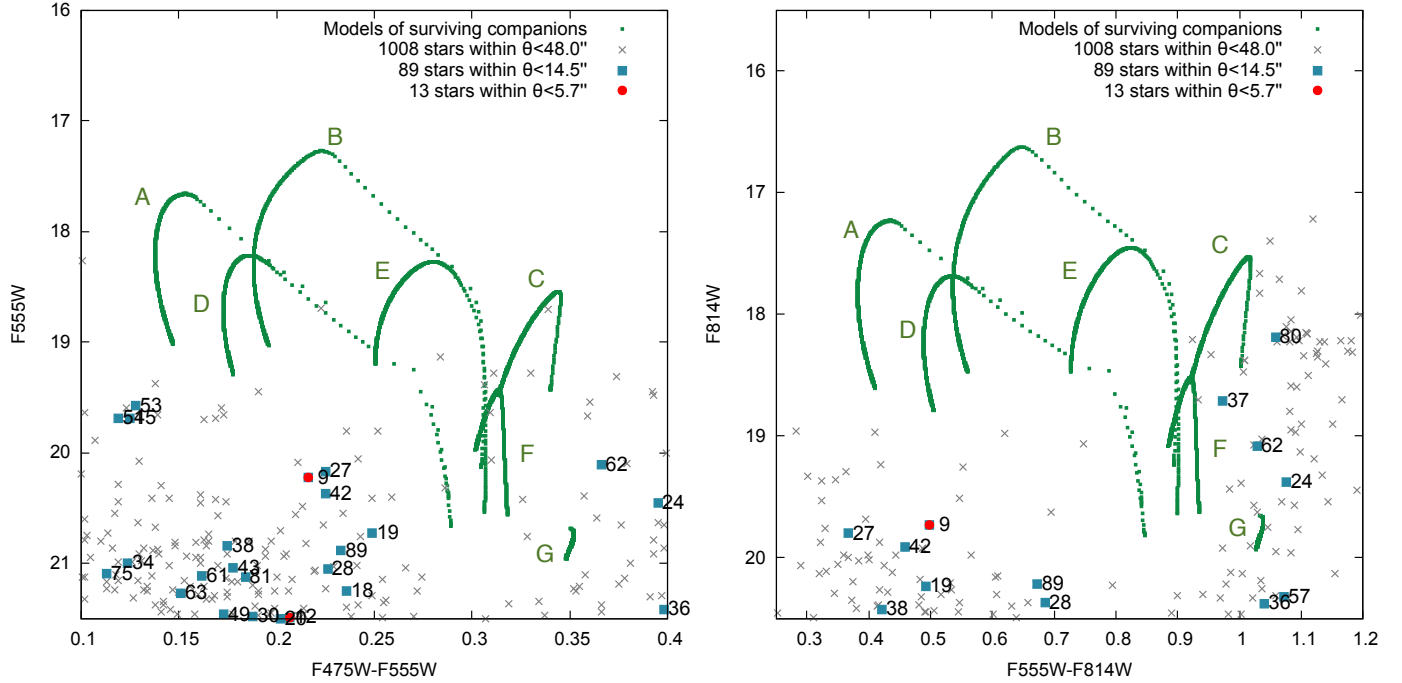 16
17
18
19
20
21
F555W
Models of surviving companions
1008 stars within θ<48.0"
89 stars within θ<14.5"
13 stars within θ<5.7"
A
B
C
D
E
F
G
53
54
45
27
9
42
62
24
19
38
89
34
43
28
75
61
81
18
63
49
30
20
12
36
0.1
0.15
0.2
0.25
0.3
0.35
0.4
F475W-F555W
16
17
18
19
20
F814W
Models of surviving companions
1008 stars within θ<48.0"
89 stars within θ<14.5"
13 stars within θ<5.7"
A
B
C
D
E
F
G
80
37
62
24
9
27
42
19
89
38
28
57
36
0.3
0.4
0.5
0.6
0.7
0.8
0.9
1
1.1
1.2
F555W-F814W